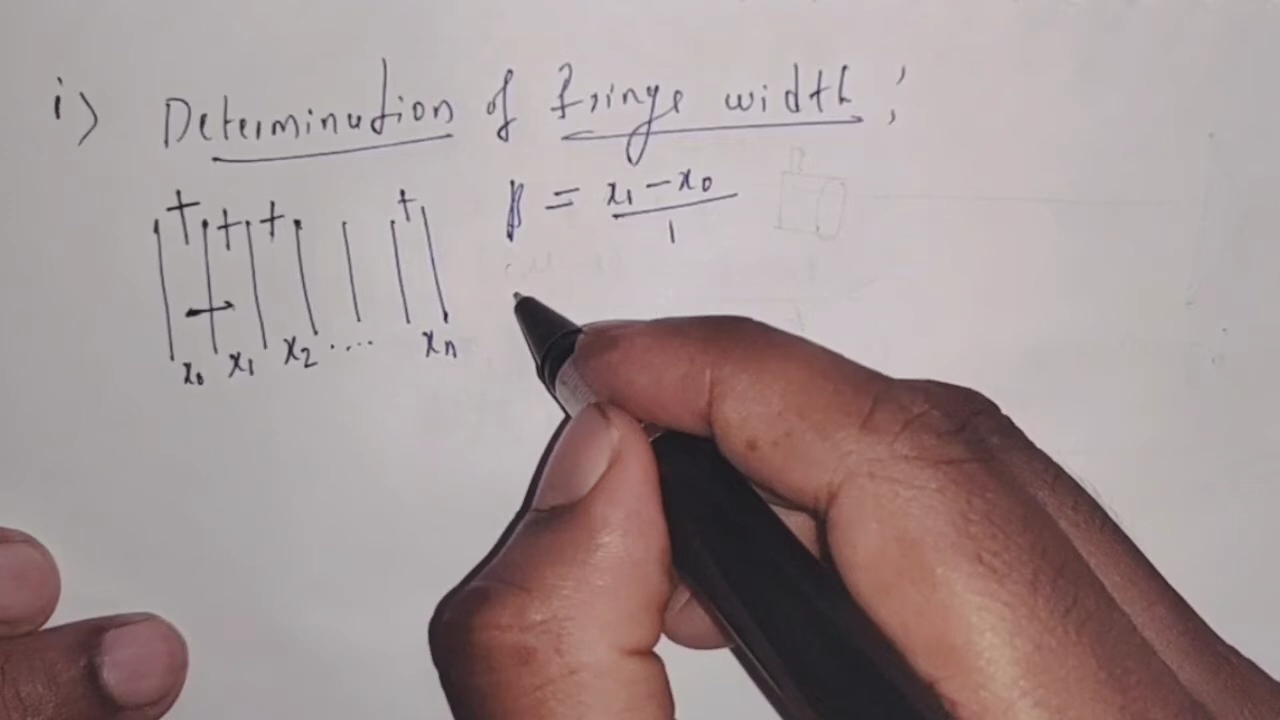 i) Determination of fringe width :
β = x₁ - x₀ / 1
x₀ x₁ x₂ .... xₙ